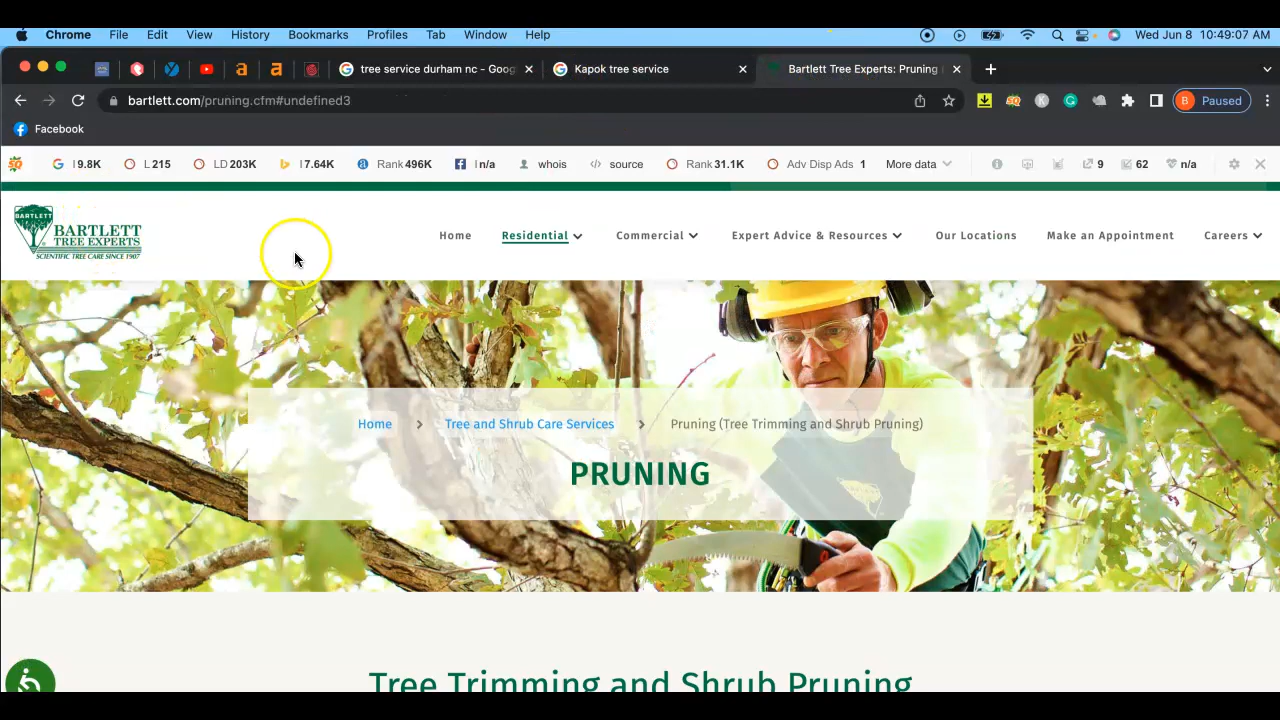 Chrome File Edit View History Bookmarks Profiles Tab Window Help Wed Jun 8 10:49:07 AM
tree service durham nc - Goog Kapok tree service Bartlett Tree Experts: Pruning
bartlett.com/pruning.cfm#undefined3 B Paused
Facebook
I 9.8K L 215 LD 203K I 7.64K Rank 496K I n/a whois source Rank 31.1K Adv Disp Ads 1 More data 9 62 n/a
BARTLETT
BARTLETT
TREE EXPERTS
SCIENTIFIC TREE CARE SINCE 1907
Home Residential Commercial Expert Advice & Resources Our Locations Make an Appointment Careers
Home > Tree and Shrub Care Services > Pruning (Tree Trimming and Shrub Pruning)
PRUNING
Tree Trimming and Shrub Pruning